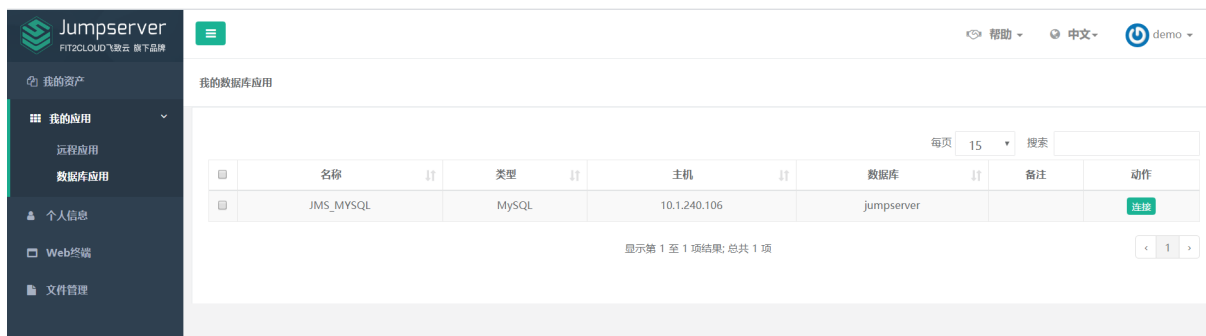 Jumpserver
FIT2CLOUD飞致云 旗下品牌
帮助
中文
demo
我的资产
我的应用
远程应用
数据库应用
个人信息
Web终端
文件管理
我的数据库应用
每页 15 搜索
名称 类型 主机 数据库 备注 动作
JMS_MYSQL MySQL 10.1.240.106 jumpserver 连接
显示第 1 至 1 项结果; 总共 1 项
‹ 1 ›